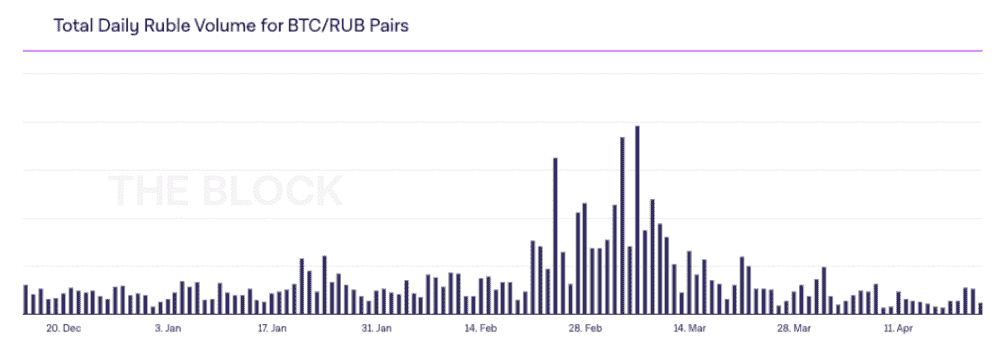 Total Daily Ruble Volume for BTC/RUB Pairs
THE BLOCK
20. Dec 3. Jan 17. Jan 31. Jan 14. Feb 28. Feb 14. Mar 28. Mar 11. Apr